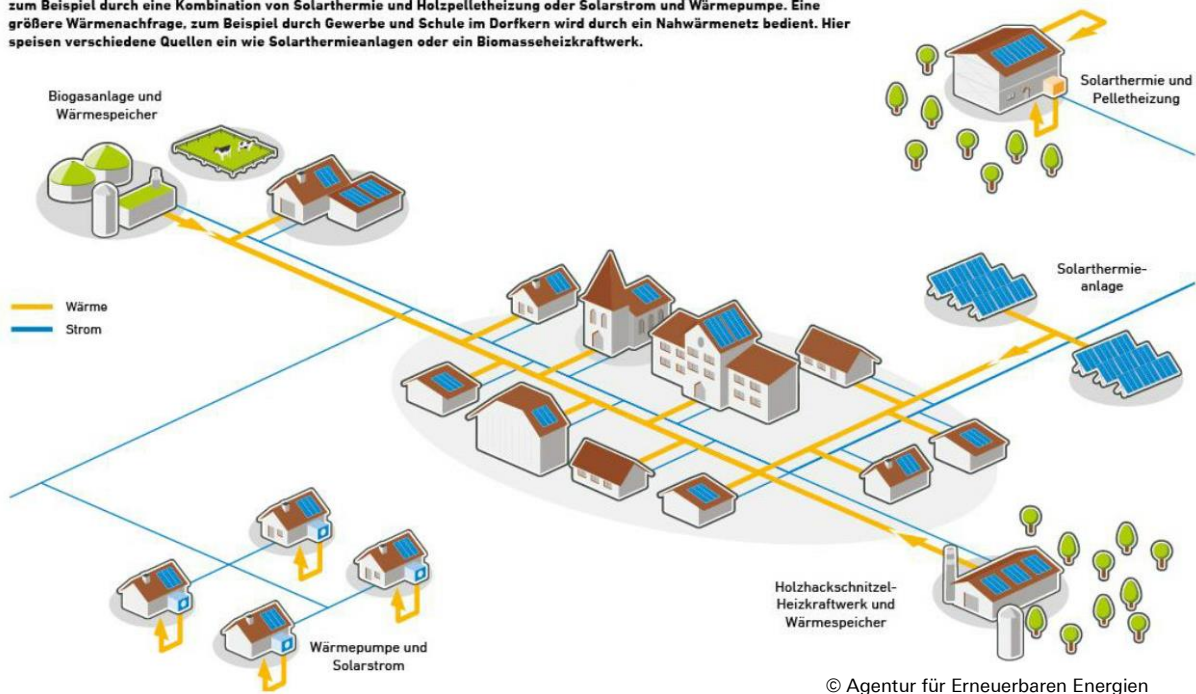 zum Beispiel durch eine Kombination von Solarthermie und Holzpelletheizung oder Solarstrom und Wärmepumpe. Eine
größere Wärmenachfrage, zum Beispiel durch Gewerbe und Schule im Dorfkern wird durch ein Nahwärmenetz bedient. Hier
speisen verschiedene Quellen ein wie Solarthermieanlagen oder ein Biomasseheizkraftwerk.
Solarthermie und
Pelletheizung
Biogasanlage und
Wärmespeicher
Solarthermie-
anlage
Wärme
Strom
Holzhackschnitzel-
Heizkraftwerk und
Wärmespeicher
Wärmepumpe und
Solarstrom
© Agentur für Erneuerbaren Energien